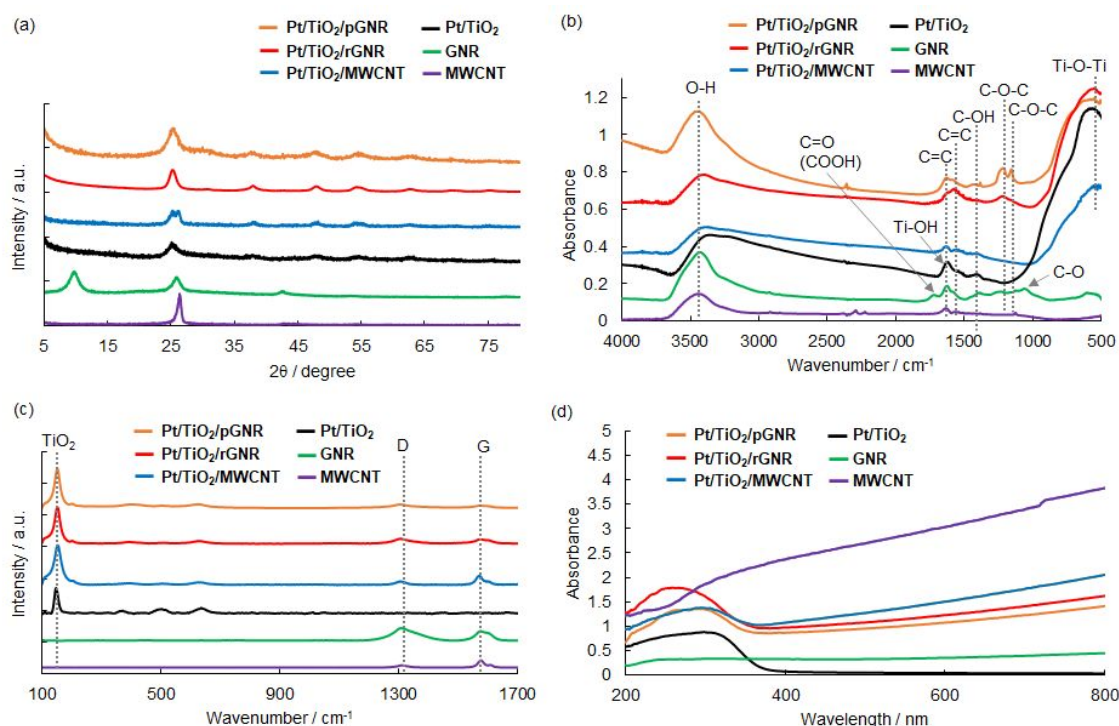 (a)
Pt/TiO₂/pGNR
Pt/TiO₂
Pt/TiO₂/rGNR
GNR
Pt/TiO₂/MWCNT
MWCNT
Intensity / a.u.
5 15 25 35 45 55 65 75
2θ / degree
(b)
Pt/TiO₂/pGNR
Pt/TiO₂
Pt/TiO₂/rGNR
GNR
Pt/TiO₂/MWCNT
MWCNT
Ti-O-Ti
O-H
C-O-C
C-O-C
C-OH
C=C
C=C
C=O
(COOH)
Ti-OH
C-O
Absorbance
1.2
1
0.8
0.6
0.4
0.2
0
4000 3500 3000 2500 2000 1500 1000 500
Wavenumber / cm⁻¹
(c)
Pt/TiO₂/pGNR
Pt/TiO₂
Pt/TiO₂/rGNR
GNR
Pt/TiO₂/MWCNT
MWCNT
TiO₂
D
G
Intensity / a.u.
100 500 900 1300 1700
Wavenumber / cm⁻¹
(d)
Pt/TiO₂/pGNR
Pt/TiO₂
Pt/TiO₂/rGNR
GNR
Pt/TiO₂/MWCNT
MWCNT
Absorbance
5
4.5
4
3.5
3
2.5
2
1.5
1
0.5
0
200 400 600 800
Wavelength / nm